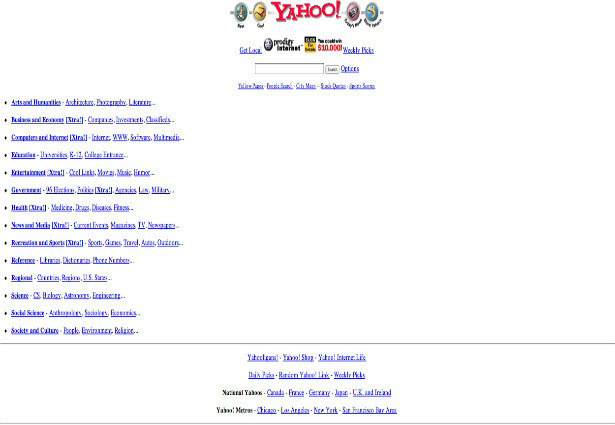 New Cool YAHOO! Today's News More Yahoos
Get Local prodigy Internet CLICK For Details You could win $10,000! Weekly Picks
Search Options
Yellow Pages - People Search - City Maps -- Stock Quotes - Sports Scores
Arts and Humanities - Architecture, Photography, Literature...
Business and Economy [Xtra!] - Companies, Investments, Classifieds...
Computers and Internet [Xtra!] - Internet, WWW, Software, Multimedia...
Education - Universities, K-12, College Entrance...
Entertainment [Xtra!] - Cool Links, Movies, Music, Humor...
Government - '96 Elections, Politics [Xtra!], Agencies, Law, Military...
Health [Xtra!] - Medicine, Drugs, Diseases, Fitness...
News and Media [Xtra!] - Current Events, Magazines, TV, Newspapers...
Recreation and Sports [Xtra!] - Sports, Games, Travel, Autos, Outdoors...
Reference - Libraries, Dictionaries, Phone Numbers...
Regional - Countries, Regions, U.S. States...
Science - CS, Biology, Astronomy, Engineering...
Social Science - Anthropology, Sociology, Economics...
Society and Culture - People, Environment, Religion...
Yahooligans! - Yahoo! Shop - Yahoo! Internet Life
Daily Picks - Random Yahoo! Link - Weekly Picks
National Yahoos - Canada - France - Germany - Japan - U.K. and Ireland
Yahoo! Metros - Chicago - Los Angeles - New York - San Francisco Bay Area